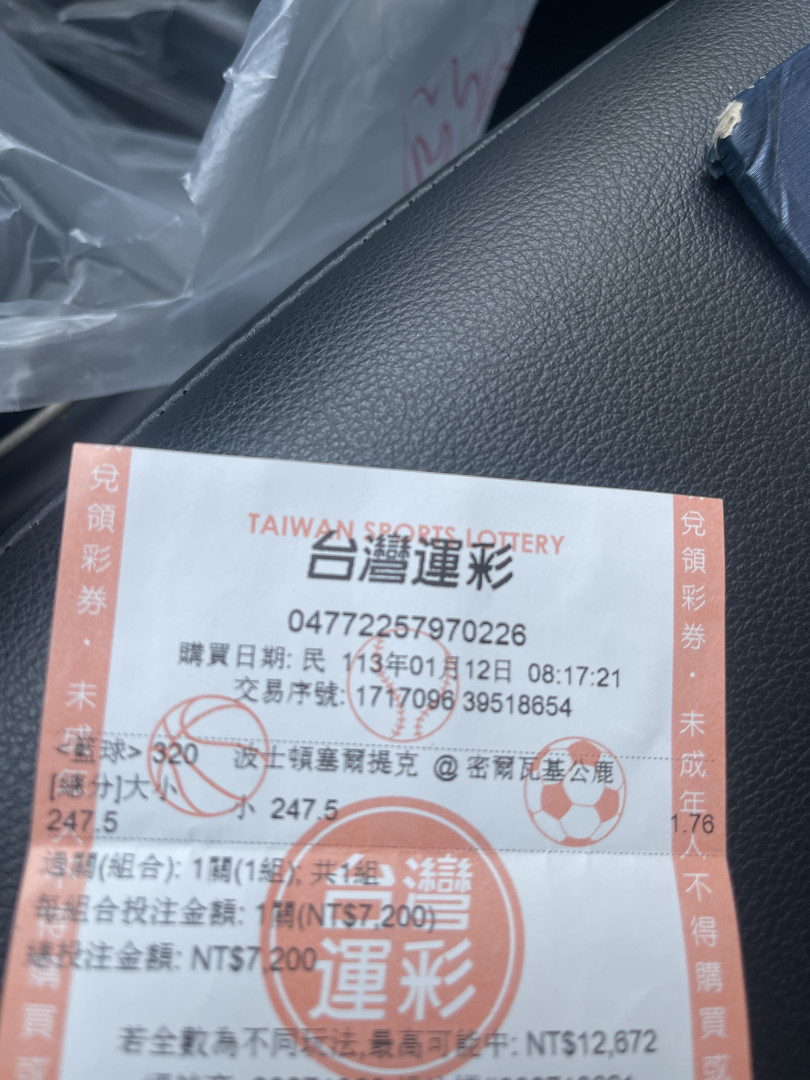 TAIWAN SPORTS LOTTERY
台灣運彩
04772257970226
購買日期: 民 113年01月12日 08:17:21
交易序號: 1717096 39518654
<籃球> 320 波士頓塞爾提克 @ 密爾瓦基公鹿
[總分]大小 小 247.5
247.5 1.76
過關(組合): 1關(1組); 共1組
每組合投注金額: 1關(NT$7,200)
總投注金額: NT$7,200
台灣
運彩
若全數為不同玩法,最高可能中: NT$12,672
兌領彩券・未成
兌領彩券・未成年人不得購買或